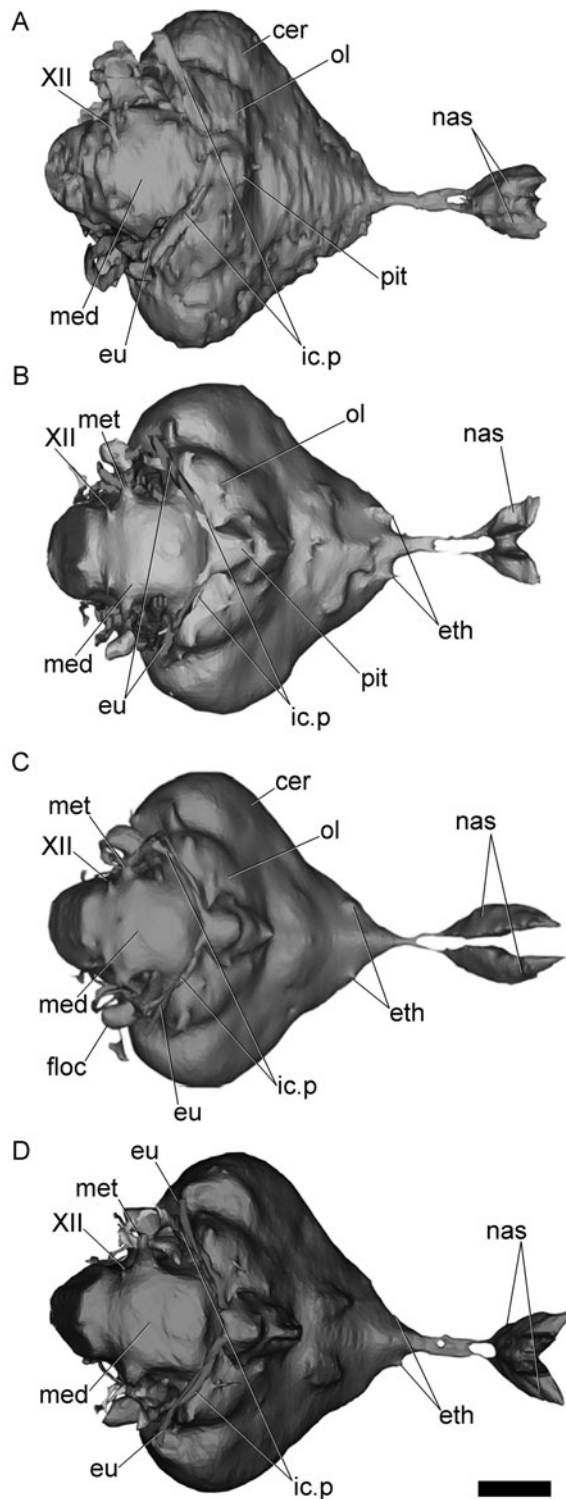 A
cer
XII
ol
nas
med
pit
eu
ic.p
B
met
ol
XII
nas
med
eth
eu
pit
ic.p
C
cer
met
ol
nas
XII
med
eth
floc
eu
ic.p
D
eu
met
XII
nas
med
eth
eu
ic.p